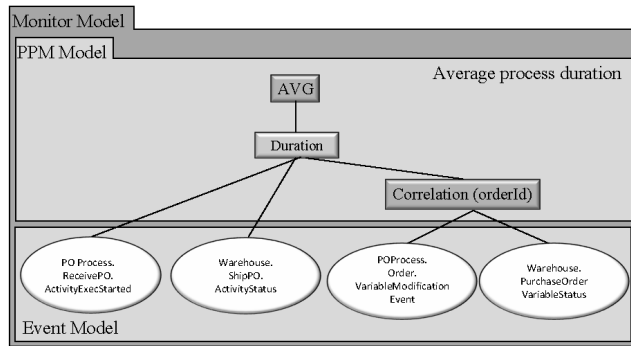 Monitor Model
PPM Model
Average process duration
AVG
Duration
Correlation (orderId)
PO Process.
ReceivePO.
ActivityExecStarted
Warehouse.
ShipPO.
ActivityStatus
POProcess.
Order.
VariableModification
Event
Warehouse.
PurchaseOrder
VariableStatus
Event Model